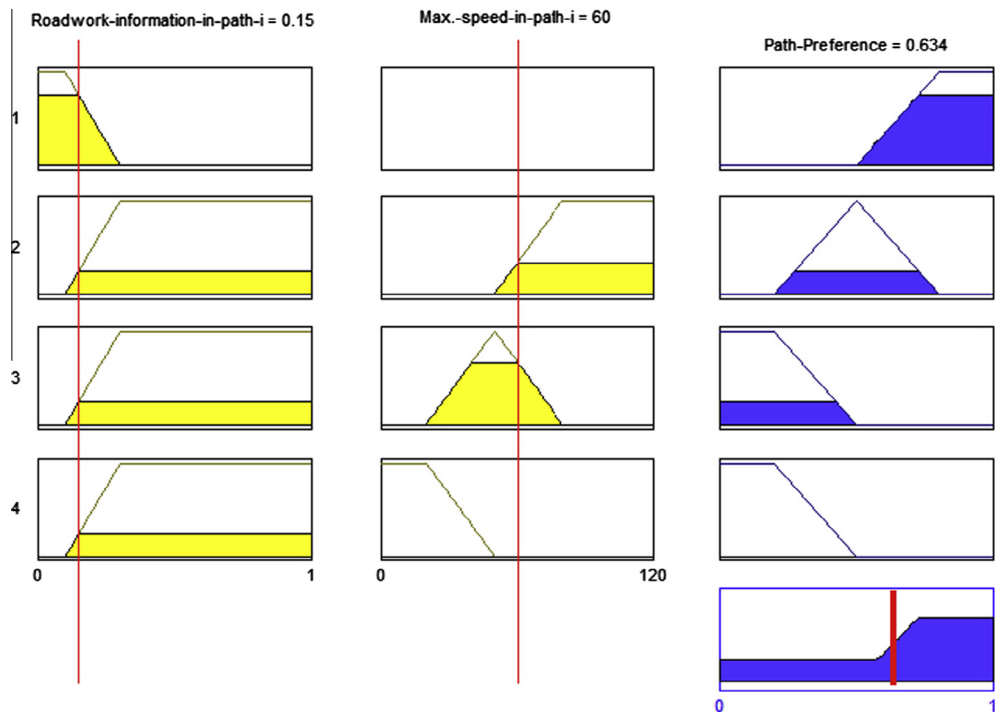 Roadwork-information-in-path-i = 0.15
Max.-speed-in-path-i = 60
Path-Preference = 0.634
1
2
3
4
0 1
0 120
0 1